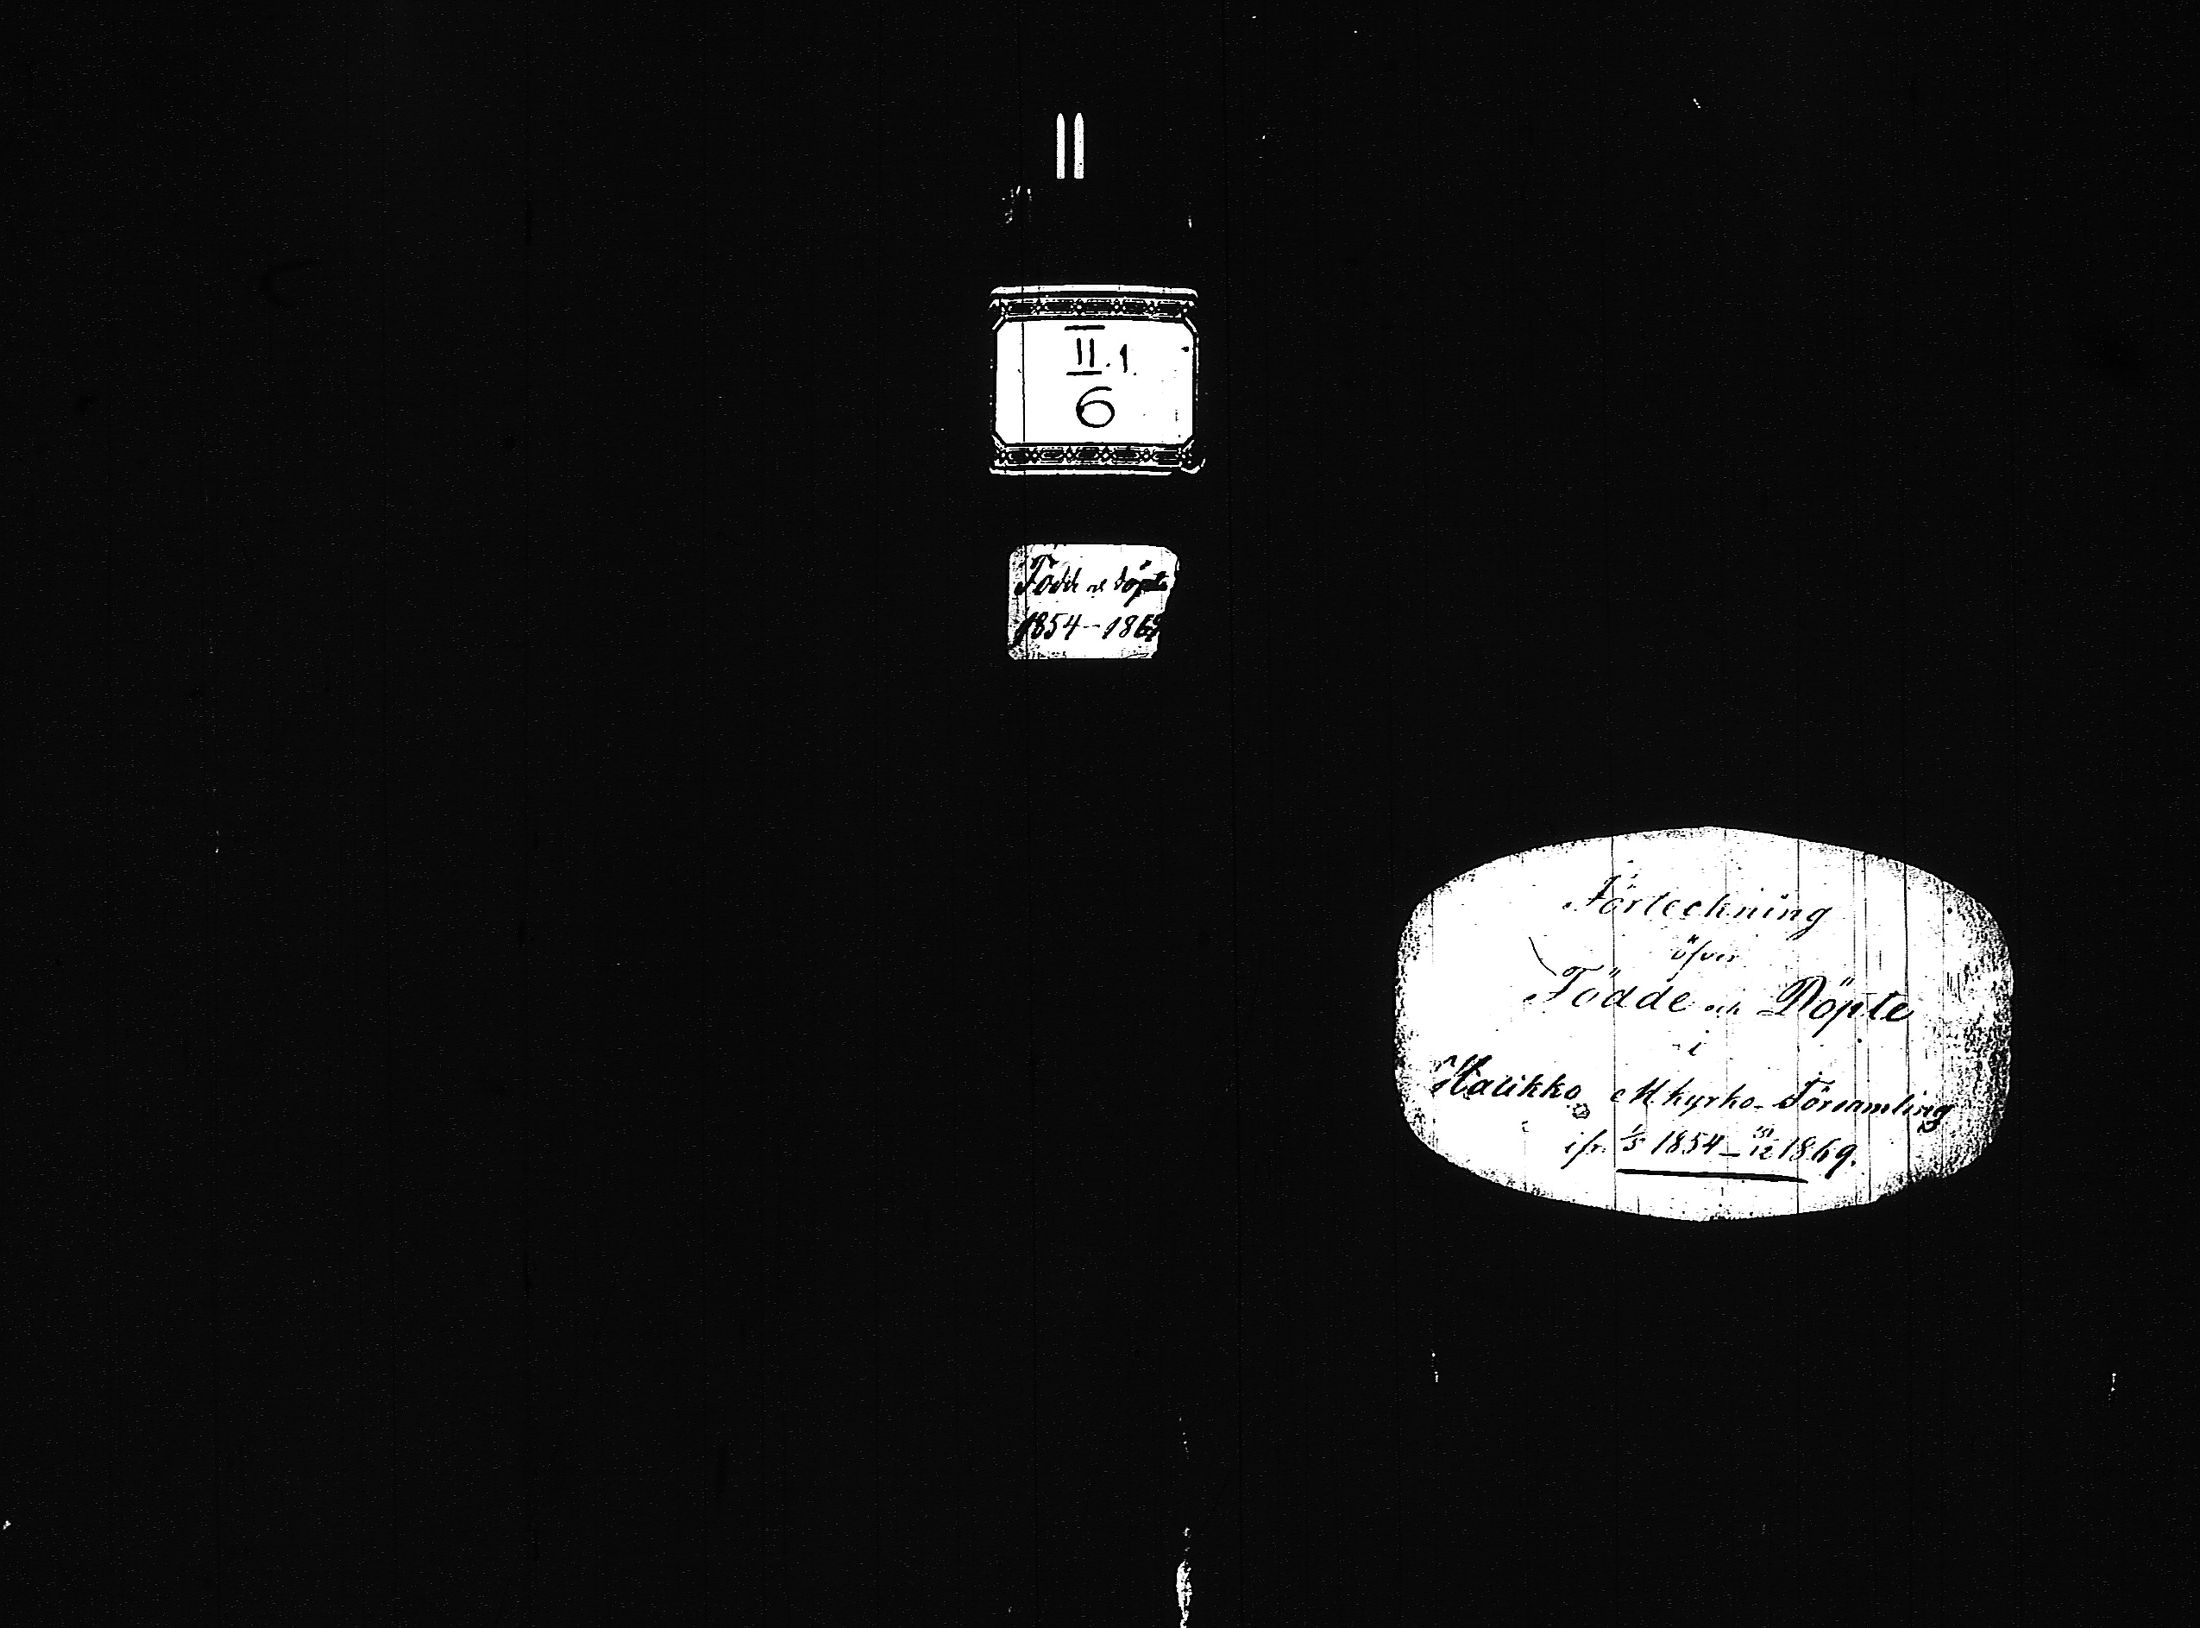 II
II.1.
6
Födde och döpte
1854–1869
Förteckning
öfver
Födde och Döpte
i
Halikko M.kyrko-Församling
ifr. 1/5 1854–31/12 1869.